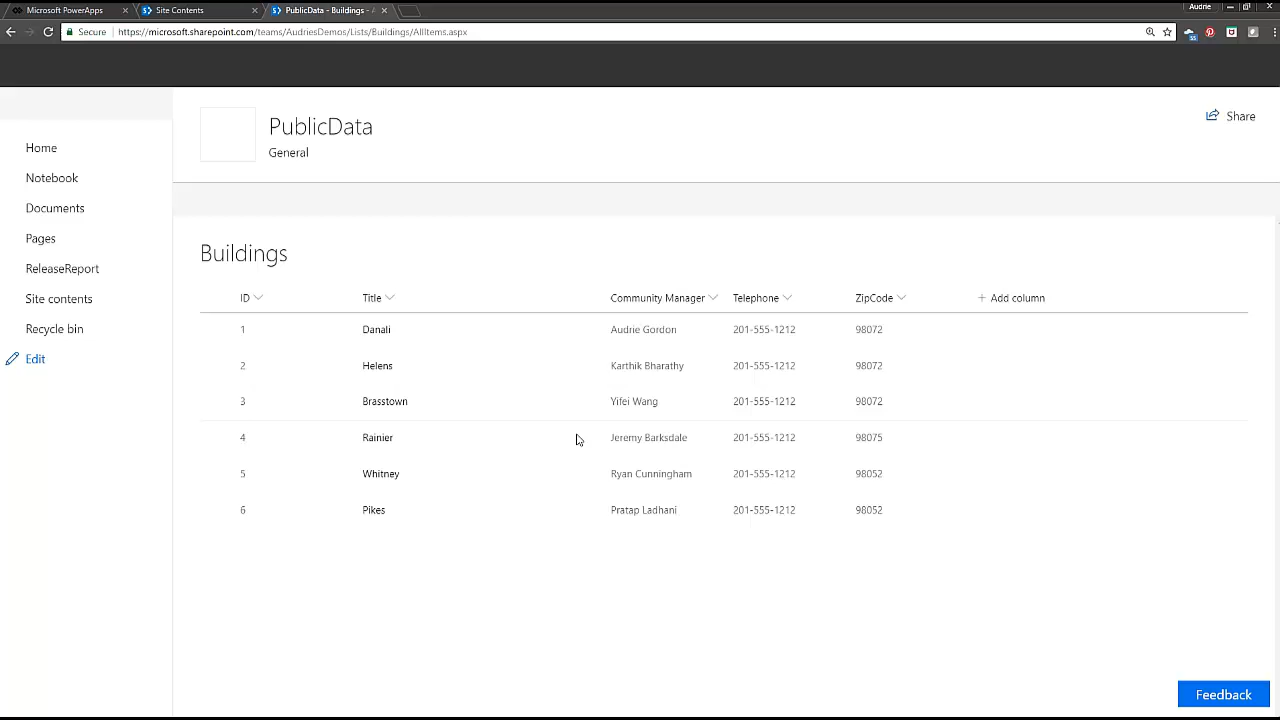 Microsoft PowerApps
Site Contents
PublicData - Buildings -
Audrie
Secure
https://microsoft.sharepoint.com/teams/AudriesDemos/Lists/Buildings/AllItems.aspx
55
PublicData
General
Share
Home
Notebook
Documents
Pages
ReleaseReport
Site contents
Recycle bin
Edit
Buildings
ID Title Community Manager Telephone ZipCode + Add column
1 Danali Audrie Gordon 201-555-1212 98072
2 Helens Karthik Bharathy 201-555-1212 98072
3 Brasstown Yifei Wang 201-555-1212 98072
4 Rainier Jeremy Barksdale 201-555-1212 98075
5 Whitney Ryan Cunningham 201-555-1212 98052
6 Pikes Pratap Ladhani 201-555-1212 98052
Feedback